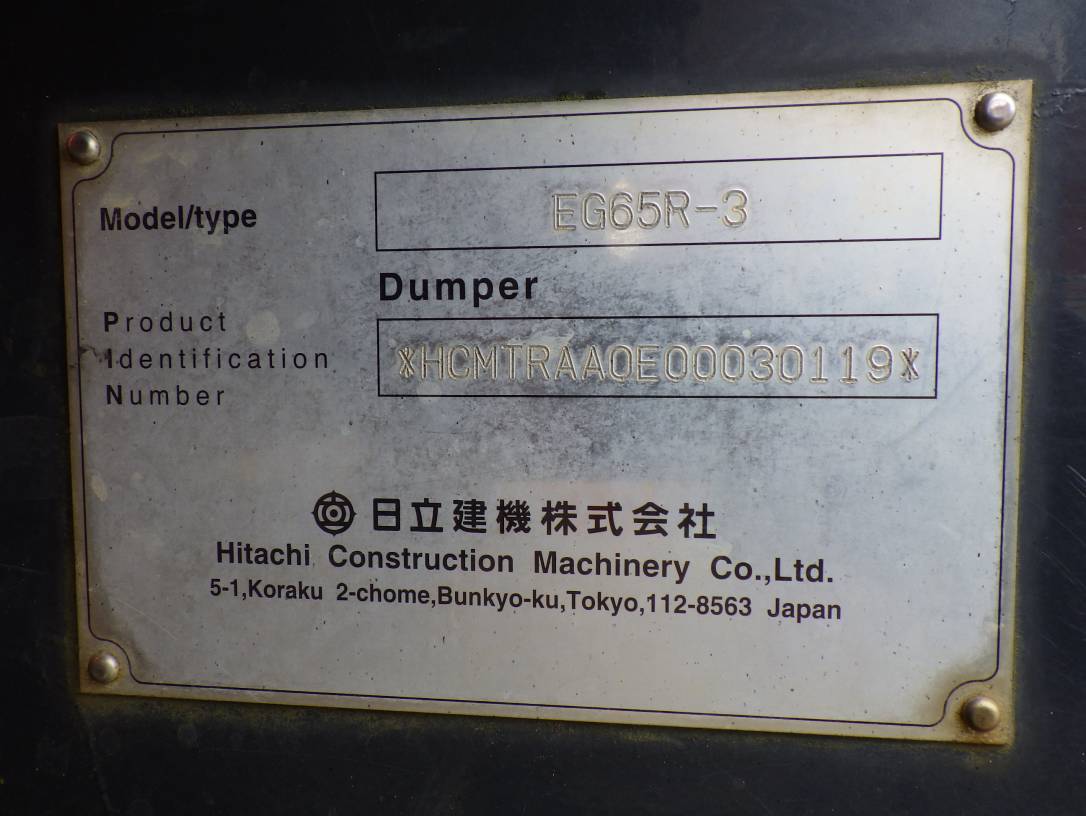 Model/type EG65R-3
Dumper
Product
Identification *HCMTRAA0E00030119*
Number
日立建機株式会社
Hitachi Construction Machinery Co.,Ltd.
5-1,Koraku 2-chome,Bunkyo-ku,Tokyo,112-8563 Japan